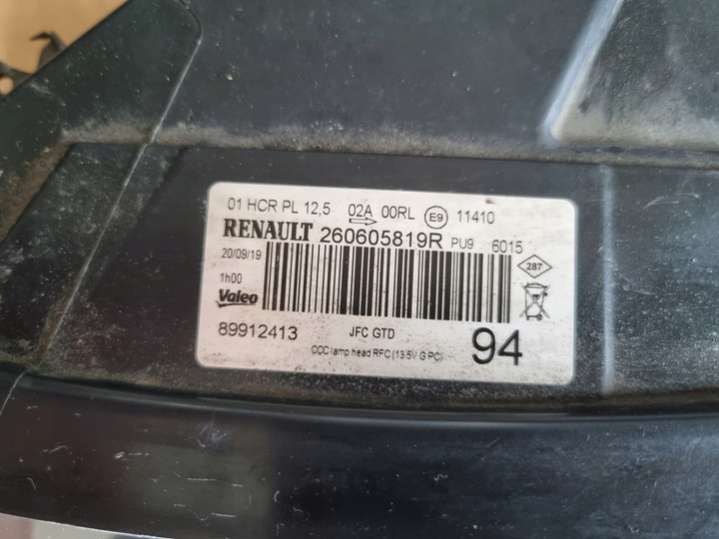 01 HCR PL 12,5 02A 00RL E9 11410
RENAULT 260605819R PU9 6015
20/09/19
287
1h00
Valeo
89912413 JFC GTD 94
CCC lamp head RFC (13.5V G PC)